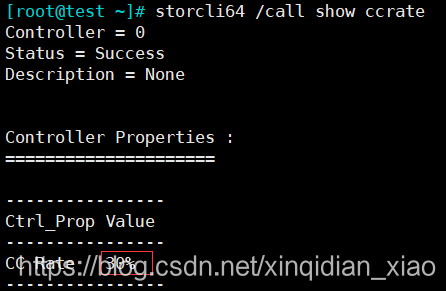 [root@test ~]# storcli64 /call show ccrate
Controller = 0
Status = Success
Description = None
Controller Properties :
======================
----------------
Ctrl_Prop Value
----------------
CC Rate 30%
----------------
https://blog.csdn.net/xinqidian_xiao